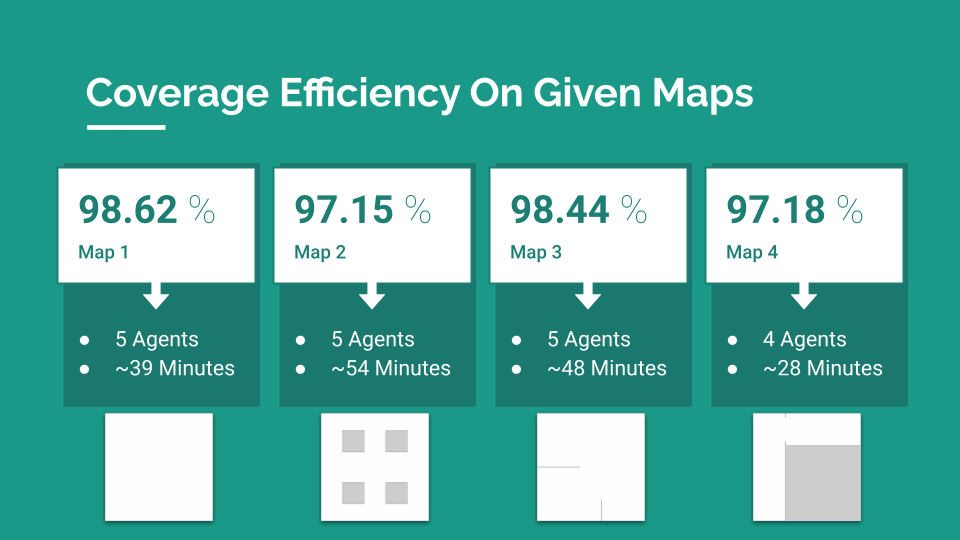 Coverage Efficiency On Given Maps
98.62 %
Map 1
● 5 Agents
● ~39 Minutes
97.15 %
Map 2
● 5 Agents
● ~54 Minutes
98.44 %
Map 3
● 5 Agents
● ~48 Minutes
97.18 %
Map 4
● 4 Agents
● ~28 Minutes